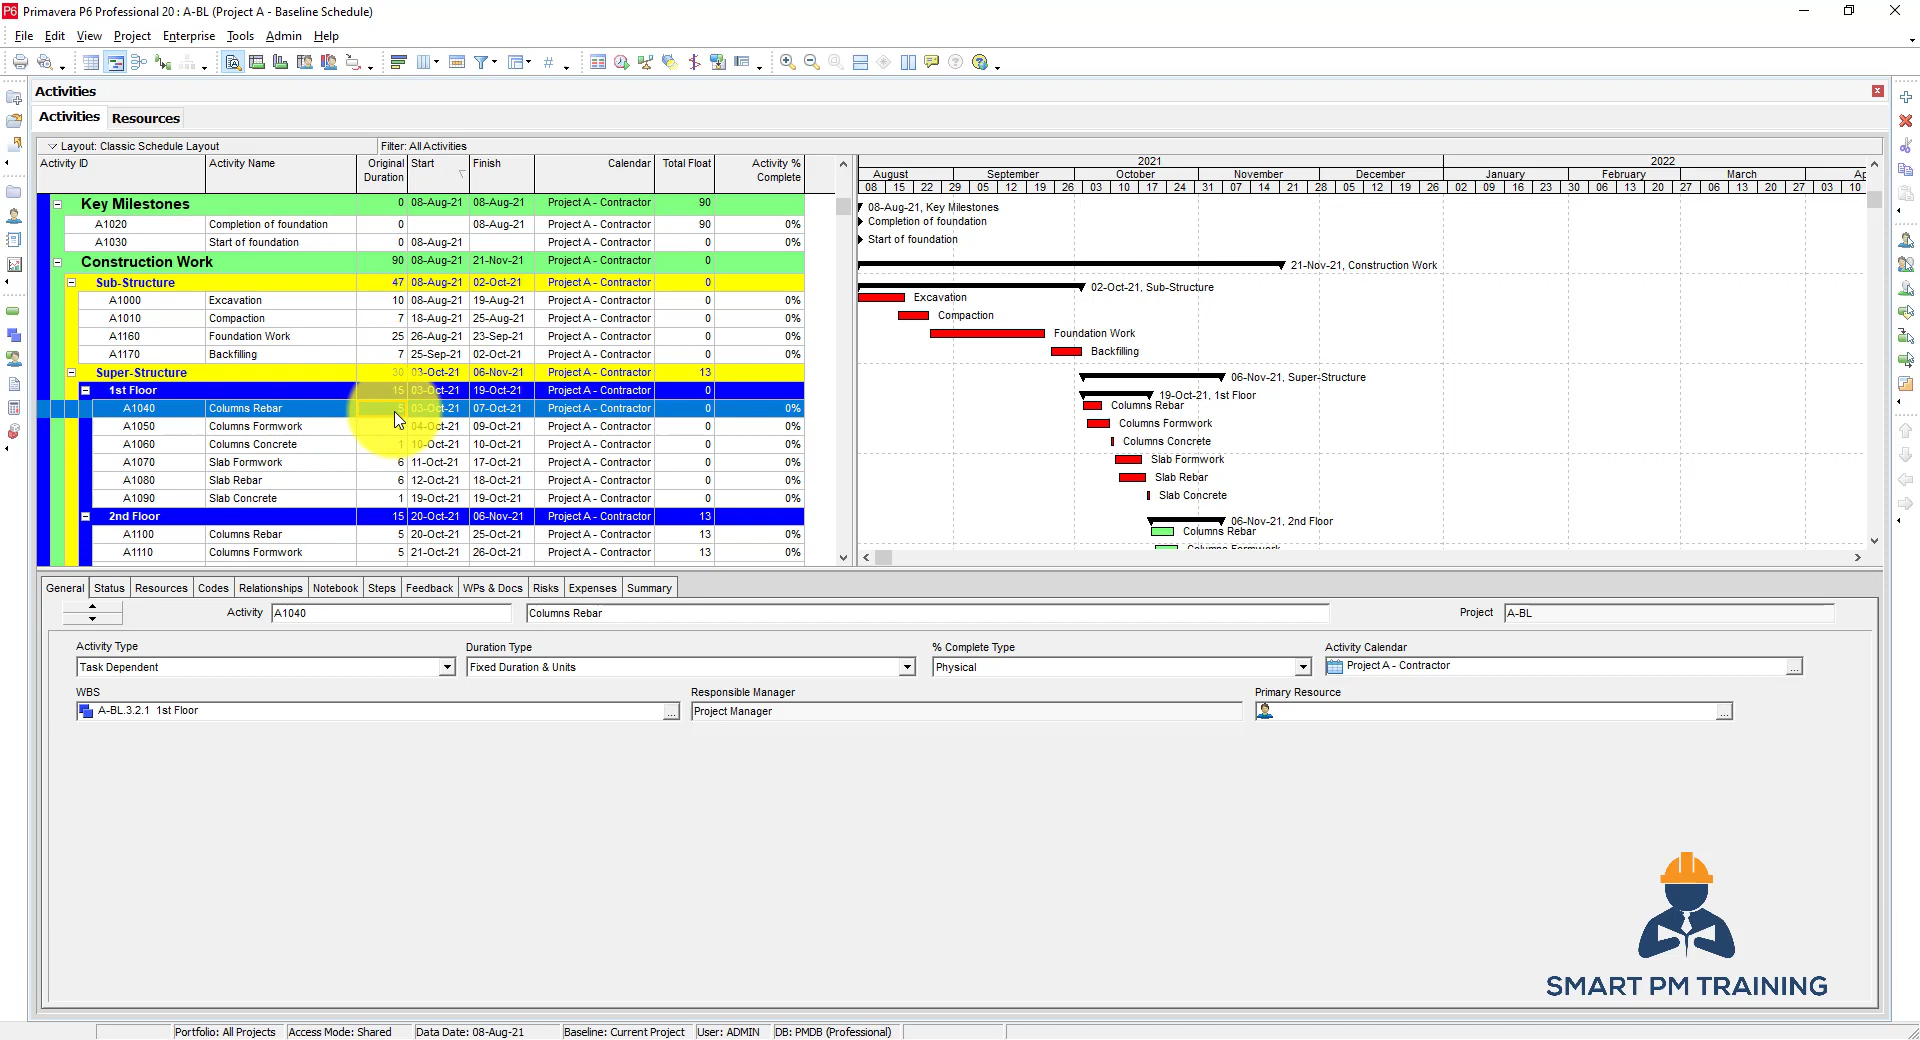 Primavera P6 Professional 20 : A-BL (Project A - Baseline Schedule)
File Edit View Project Enterprise Tools Admin Help
Activities
Activities Resources
Layout: Classic Schedule Layout Filter: All Activities
Activity ID Activity Name Original Duration Start Finish Calendar Total Float Activity % Complete
Key Milestones 0 08-Aug-21 08-Aug-21 Project A - Contractor 90
A1020 Completion of foundation 0 08-Aug-21 Project A - Contractor 90 0%
A1030 Start of foundation 0 08-Aug-21 Project A - Contractor 0 0%
Construction Work 90 08-Aug-21 21-Nov-21 Project A - Contractor 0
Sub-Structure 47 08-Aug-21 02-Oct-21 Project A - Contractor 0
A1000 Excavation 10 08-Aug-21 19-Aug-21 Project A - Contractor 0 0%
A1010 Compaction 7 18-Aug-21 25-Aug-21 Project A - Contractor 0 0%
A1160 Foundation Work 25 26-Aug-21 23-Sep-21 Project A - Contractor 0 0%
A1170 Backfilling 7 25-Sep-21 02-Oct-21 Project A - Contractor 0 0%
Super-Structure 30 03-Oct-21 06-Nov-21 Project A - Contractor 13
1st Floor 15 03-Oct-21 19-Oct-21 Project A - Contractor 0
A1040 Columns Rebar 5 03-Oct-21 07-Oct-21 Project A - Contractor 0 0%
A1050 Columns Formwork 04-Oct-21 09-Oct-21 Project A - Contractor 0 0%
A1060 Columns Concrete 1 10-Oct-21 10-Oct-21 Project A - Contractor 0 0%
A1070 Slab Formwork 6 11-Oct-21 17-Oct-21 Project A - Contractor 0 0%
A1080 Slab Rebar 6 12-Oct-21 18-Oct-21 Project A - Contractor 0 0%
A1090 Slab Concrete 1 19-Oct-21 19-Oct-21 Project A - Contractor 0 0%
2nd Floor 15 20-Oct-21 06-Nov-21 Project A - Contractor 13
A1100 Columns Rebar 5 20-Oct-21 25-Oct-21 Project A - Contractor 13 0%
A1110 Columns Formwork 5 21-Oct-21 26-Oct-21 Project A - Contractor 13 0%
2021 2022
August September October November December January February March Ap
08 15 22 29 05 12 19 26 03 10 17 24 31 07 14 21 28 05 12 19 26 02 09 16 23 30 06 13 20 27 06 13 20 27 03 10
08-Aug-21, Key Milestones
Completion of foundation
Start of foundation
21-Nov-21, Construction Work
02-Oct-21, Sub-Structure
Excavation
Compaction
Foundation Work
Backfilling
06-Nov-21, Super-Structure
19-Oct-21, 1st Floor
Columns Rebar
Columns Formwork
Columns Concrete
Slab Formwork
Slab Rebar
Slab Concrete
06-Nov-21, 2nd Floor
Columns Rebar
Columns Formwork
General Status Resources Codes Relationships Notebook Steps Feedback WPs & Docs Risks Expenses Summary
Activity A1040 Columns Rebar Project A-BL
Activity Type Duration Type % Complete Type Activity Calendar
Task Dependent Fixed Duration & Units Physical Project A - Contractor
WBS Responsible Manager Primary Resource
A-BL.3.2.1 1st Floor Project Manager
SMART PM TRAINING
Portfolio: All Projects Access Mode: Shared Data Date: 08-Aug-21 Baseline: Current Project User: ADMIN DB: PMDB (Professional)